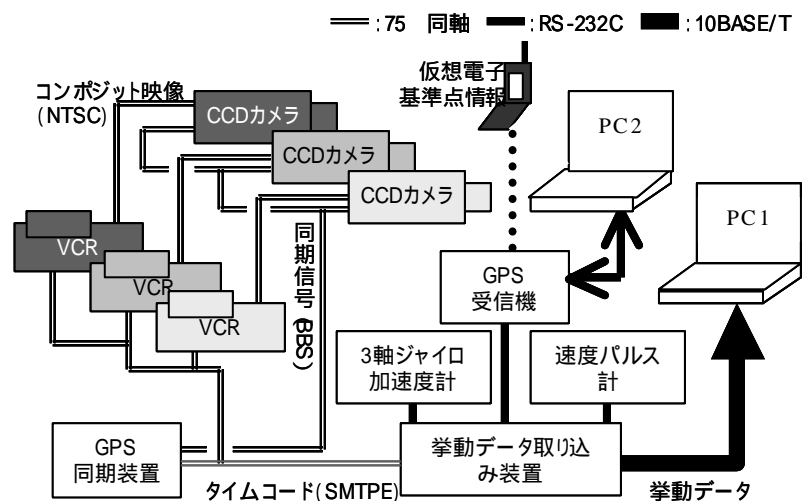 :75 同軸 :RS-232C :10BASE/T
仮想電子
基準点情報
コンポジット映像
(NTSC)
CCDカメラ
CCDカメラ
CCDカメラ
PC2
PC1
VCR
VCR
VCR
同期信号(BBS)
GPS
受信機
3軸ジャイロ
加速度計
速度パルス
計
GPS
同期装置
挙動データ取り込
み装置
タイムコード(SMTPE)
挙動データ